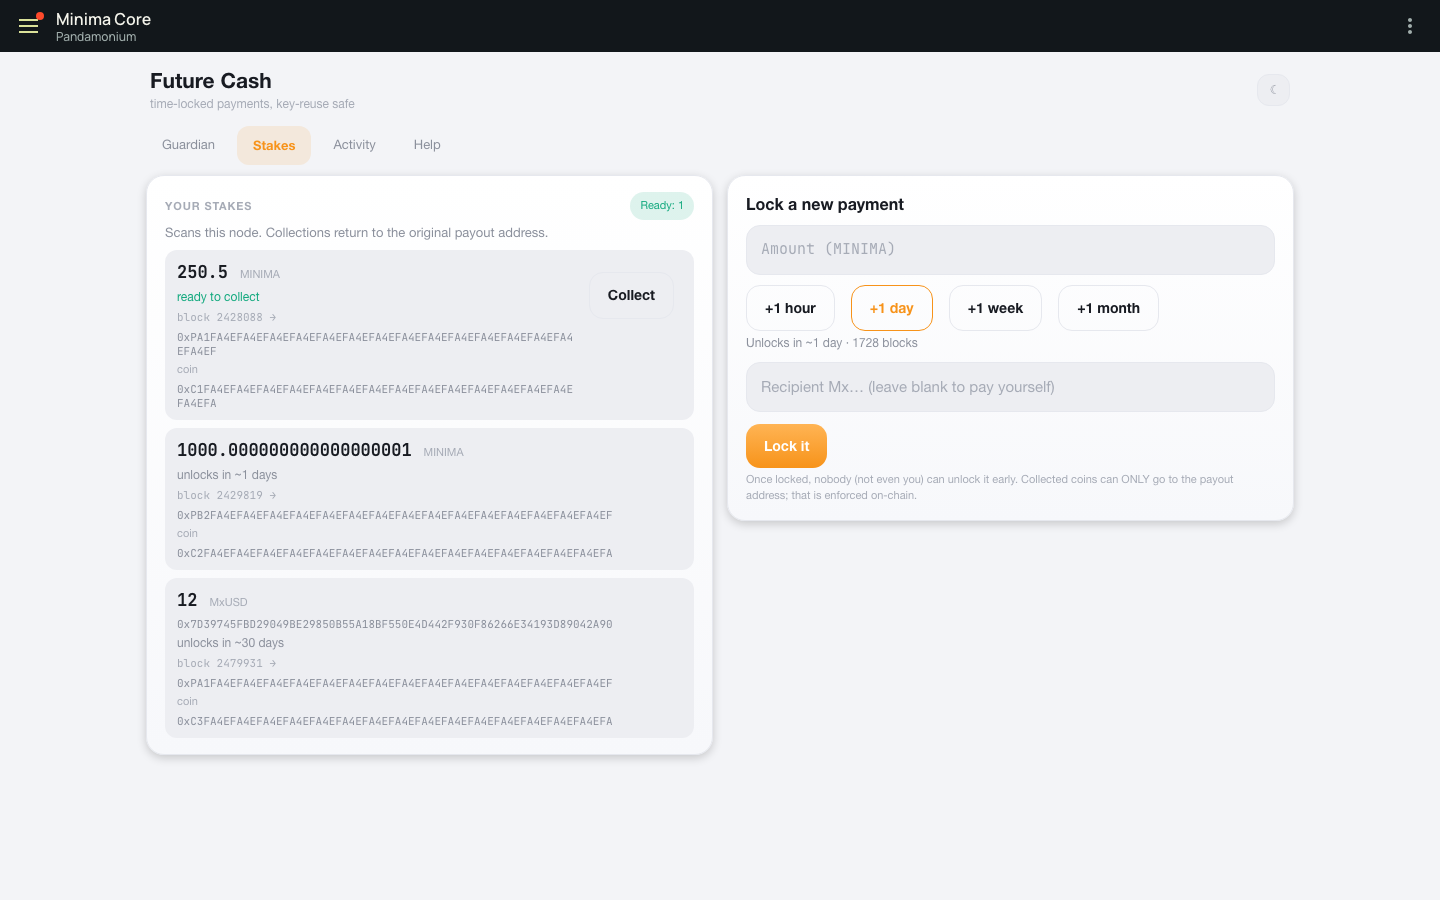 Minima Core
Pandamonium
Future Cash
time-locked payments, key-reuse safe
Guardian
Stakes
Activity
Help
YOUR STAKES
Ready: 1
Scans this node. Collections return to the original payout address.
250.5 MINIMA
ready to collect
Collect
block 2428088 →
0xPA1FA4EFA4EFA4EFA4EFA4EFA4EFA4EFA4EFA4EFA4EFA4EFA4EFA4EFA4
EFA4EF
coin
0xC1FA4EFA4EFA4EFA4EFA4EFA4EFA4EFA4EFA4EFA4EFA4EFA4EFA4EFA4E
FA4EFA
1000.000000000000000001 MINIMA
unlocks in ~1 days
block 2429819 →
0xPB2FA4EFA4EFA4EFA4EFA4EFA4EFA4EFA4EFA4EFA4EFA4EFA4EFA4EFA4EFA4EF
coin
0xC2FA4EFA4EFA4EFA4EFA4EFA4EFA4EFA4EFA4EFA4EFA4EFA4EFA4EFA4EFA4EFA
12 MxUSD
0x7D39745FBD29049BE29850B55A18BF550E4D442F930F86266E34193D89042A90
unlocks in ~30 days
block 2479931 →
0xPA1FA4EFA4EFA4EFA4EFA4EFA4EFA4EFA4EFA4EFA4EFA4EFA4EFA4EFA4EFA4EF
coin
0xC3FA4EFA4EFA4EFA4EFA4EFA4EFA4EFA4EFA4EFA4EFA4EFA4EFA4EFA4EFA4EFA
Lock a new payment
Amount (MINIMA)
+1 hour
+1 day
+1 week
+1 month
Unlocks in ~1 day · 1728 blocks
Recipient Mx... (leave blank to pay yourself)
Lock it
Once locked, nobody (not even you) can unlock it early. Collected coins can ONLY go to the payout
address; that is enforced on-chain.